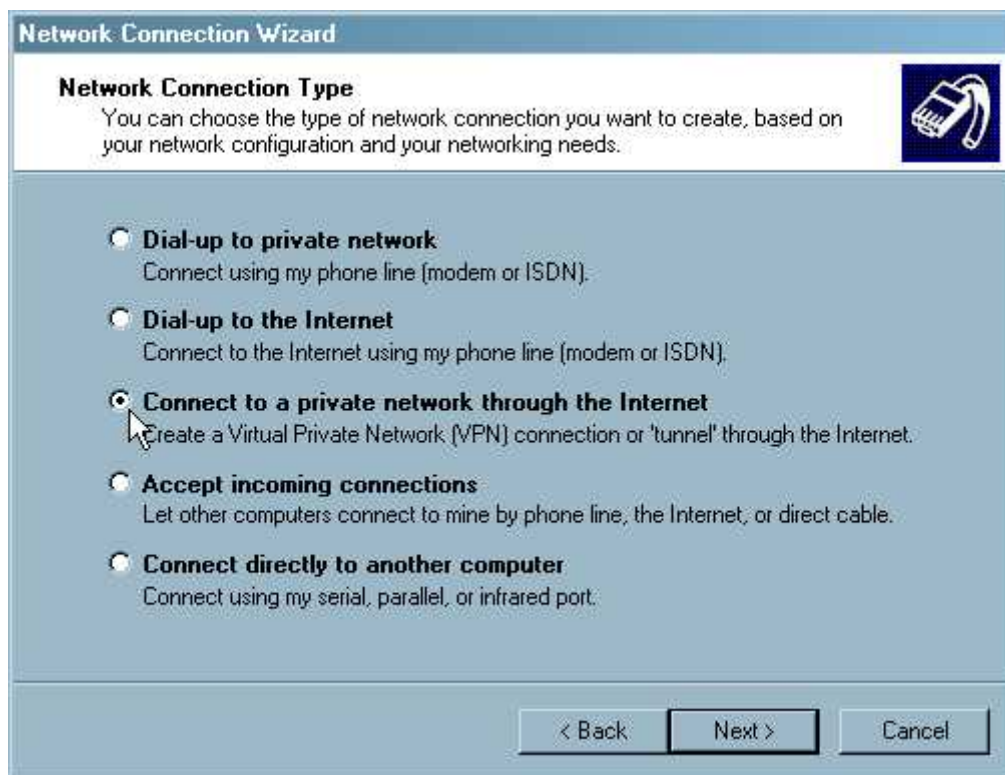 Network Connection Wizard
Network Connection Type
You can choose the type of network connection you want to create, based on
your network configuration and your networking needs.
Dial-up to private network
Connect using my phone line (modem or ISDN).
Dial-up to the Internet
Connect to the Internet using my phone line (modem or ISDN).
Connect to a private network through the Internet
Create a Virtual Private Network (VPN) connection or 'tunnel' through the Internet.
Accept incoming connections
Let other computers connect to mine by phone line, the Internet, or direct cable.
Connect directly to another computer
Connect using my serial, parallel, or infrared port.
< Back Next > Cancel